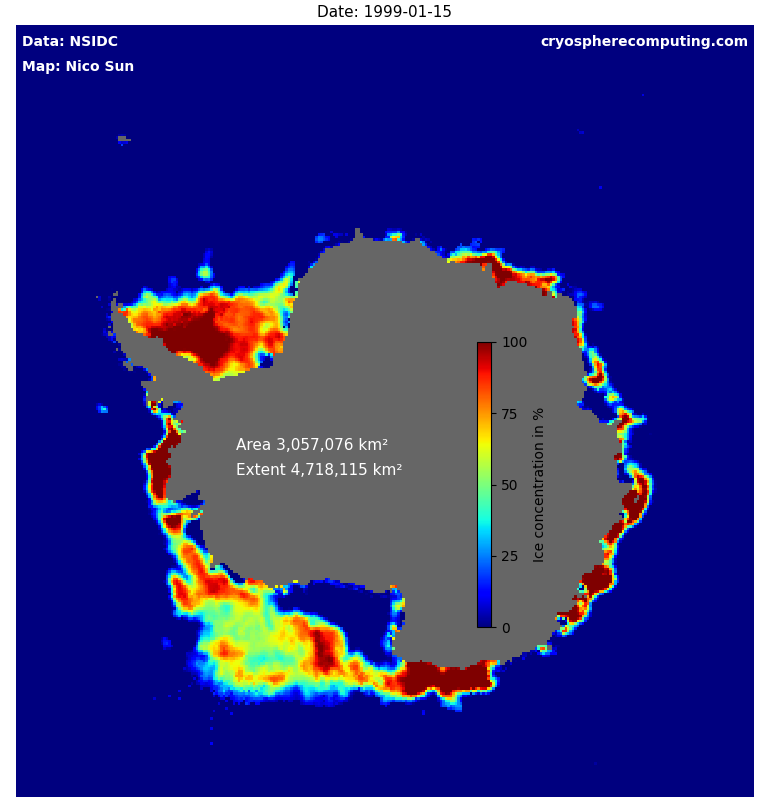 Date: 1999-01-15
Data: NSIDC
cryospherecomputing.com
Map: Nico Sun
100
75
50
25
0
Ice concentration in %
Area 3,057,076 km²
Extent 4,718,115 km²